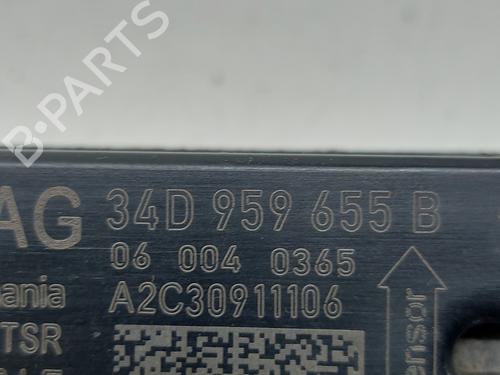 B-PARTS
AG 34D 959 655 B
06 004 0365
ania A2C30911106
TSR
ensor